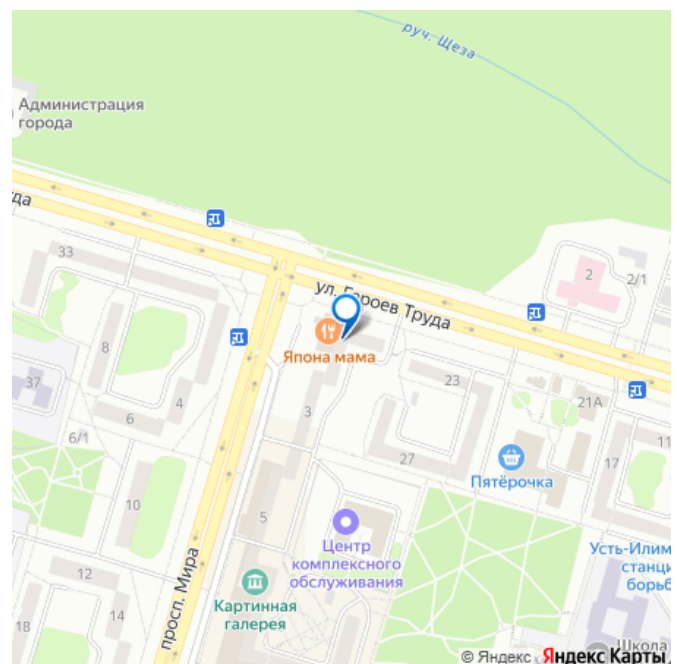 руч. Щеза
Администрация
города
да
33
ул. Героев Труда
2
2/1
Япона мама
8
37
4
6
6/1
3
23
21А
27
Пятёрочка
17
11
10
5
Центр
комплексного
обслуживания
Усть-Илим
станци
борьб
12
14
18
просп. Мира
Картинная
галерея
Школа
© Яндекс Яндекс Карты